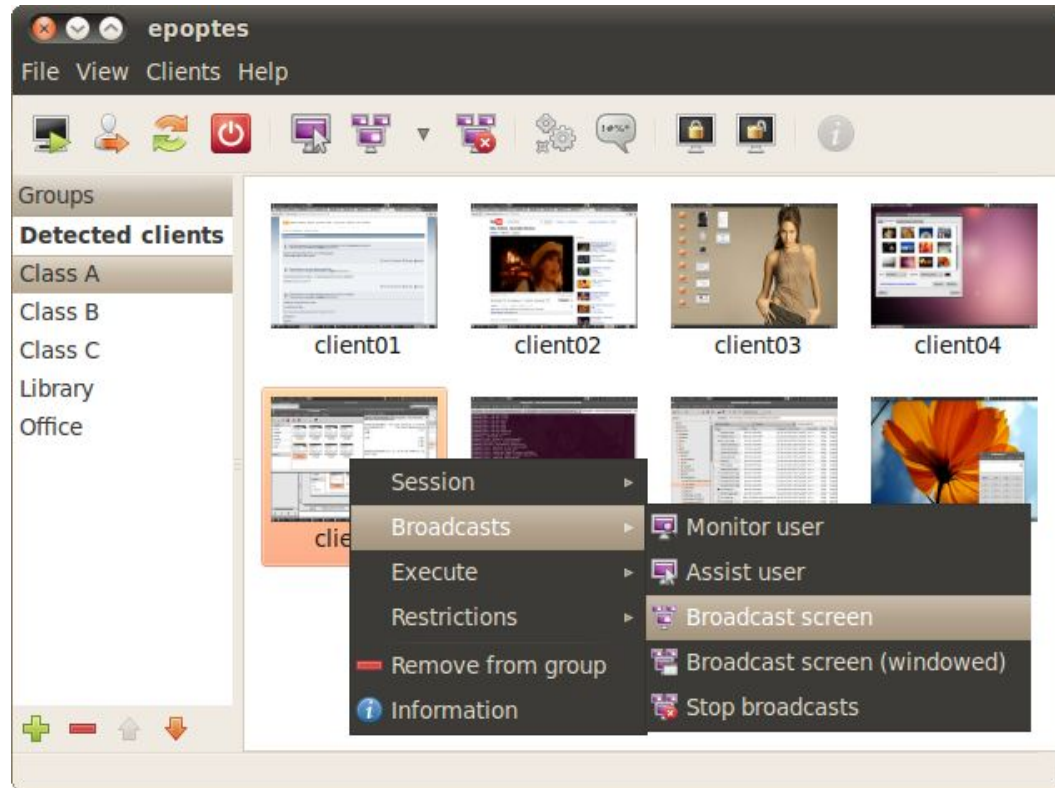 epoptes
File View Clients Help
!@%*
Groups
Detected clients
Class A
Class B
Class C
Library
Office
client01 client02 client03 client04
clie
Session
Broadcasts
Execute
Restrictions
Remove from group
Information
Monitor user
Assist user
Broadcast screen
Broadcast screen (windowed)
Stop broadcasts